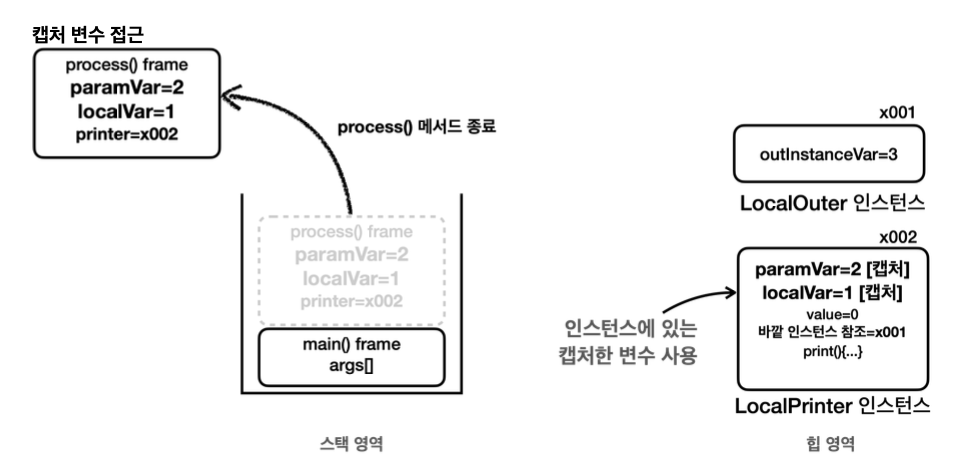 캡처 변수 접근
process() frame
paramVar=2
localVar=1
printer=x002
process() 메서드 종료
process() frame
paramVar=2
localVar=1
printer=x002
main() frame
args[]
스택 영역
x001
outInstanceVar=3
LocalOuter 인스턴스
x002
paramVar=2 [캡처]
localVar=1 [캡처]
value=0
바깥 인스턴스 참조=x001
print(){...}
LocalPrinter 인스턴스
인스턴스에 있는
캡처한 변수 사용
힙 영역